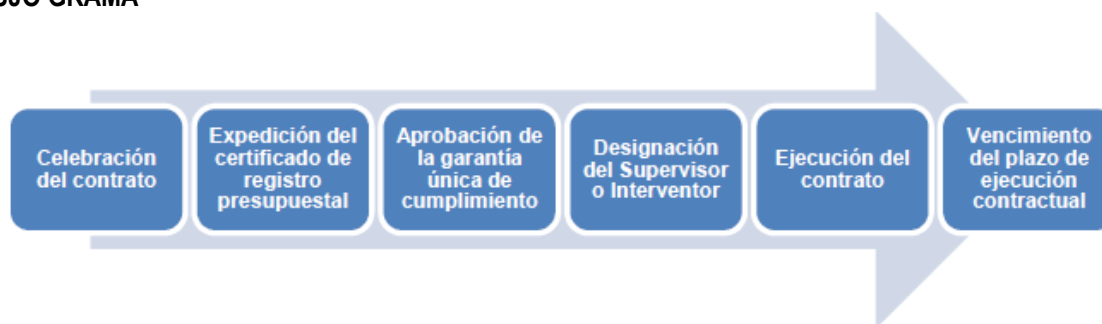 GRAMA
Celebración
del contrato
Expedición del
certificado de
registro
presupuestal
Aprobación de
la garantía
única de
cumplimiento
Designación
del Supervisor
o Interventor
Ejecución del
contrato
Vencimiento
del plazo de
ejecución
contractual